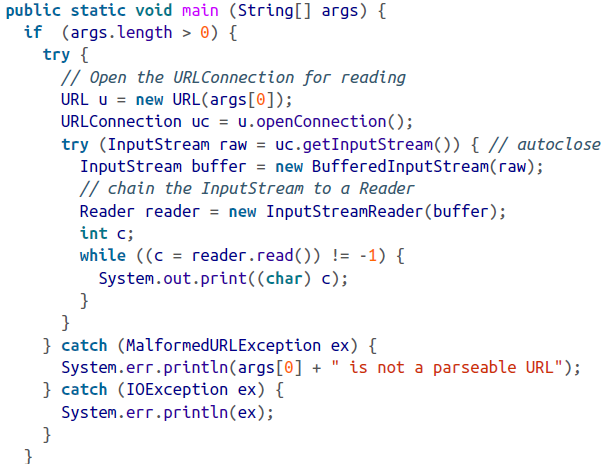 public static void main (String[] args) {
  if  (args.length > 0) {
    try {
      // Open the URLConnection for reading
      URL u = new URL(args[0]);
      URLConnection uc = u.openConnection();
      try (InputStream raw = uc.getInputStream()) { // autoclose
        InputStream buffer = new BufferedInputStream(raw);
        // chain the InputStream to a Reader
        Reader reader = new InputStreamReader(buffer);
        int c;
        while ((c = reader.read()) != -1) {
          System.out.print((char) c);
        }
      }
    } catch (MalformedURLException ex) {
      System.err.println(args[0] + " is not a parseable URL");
    } catch (IOException ex) {
      System.err.println(ex);
    }
  }